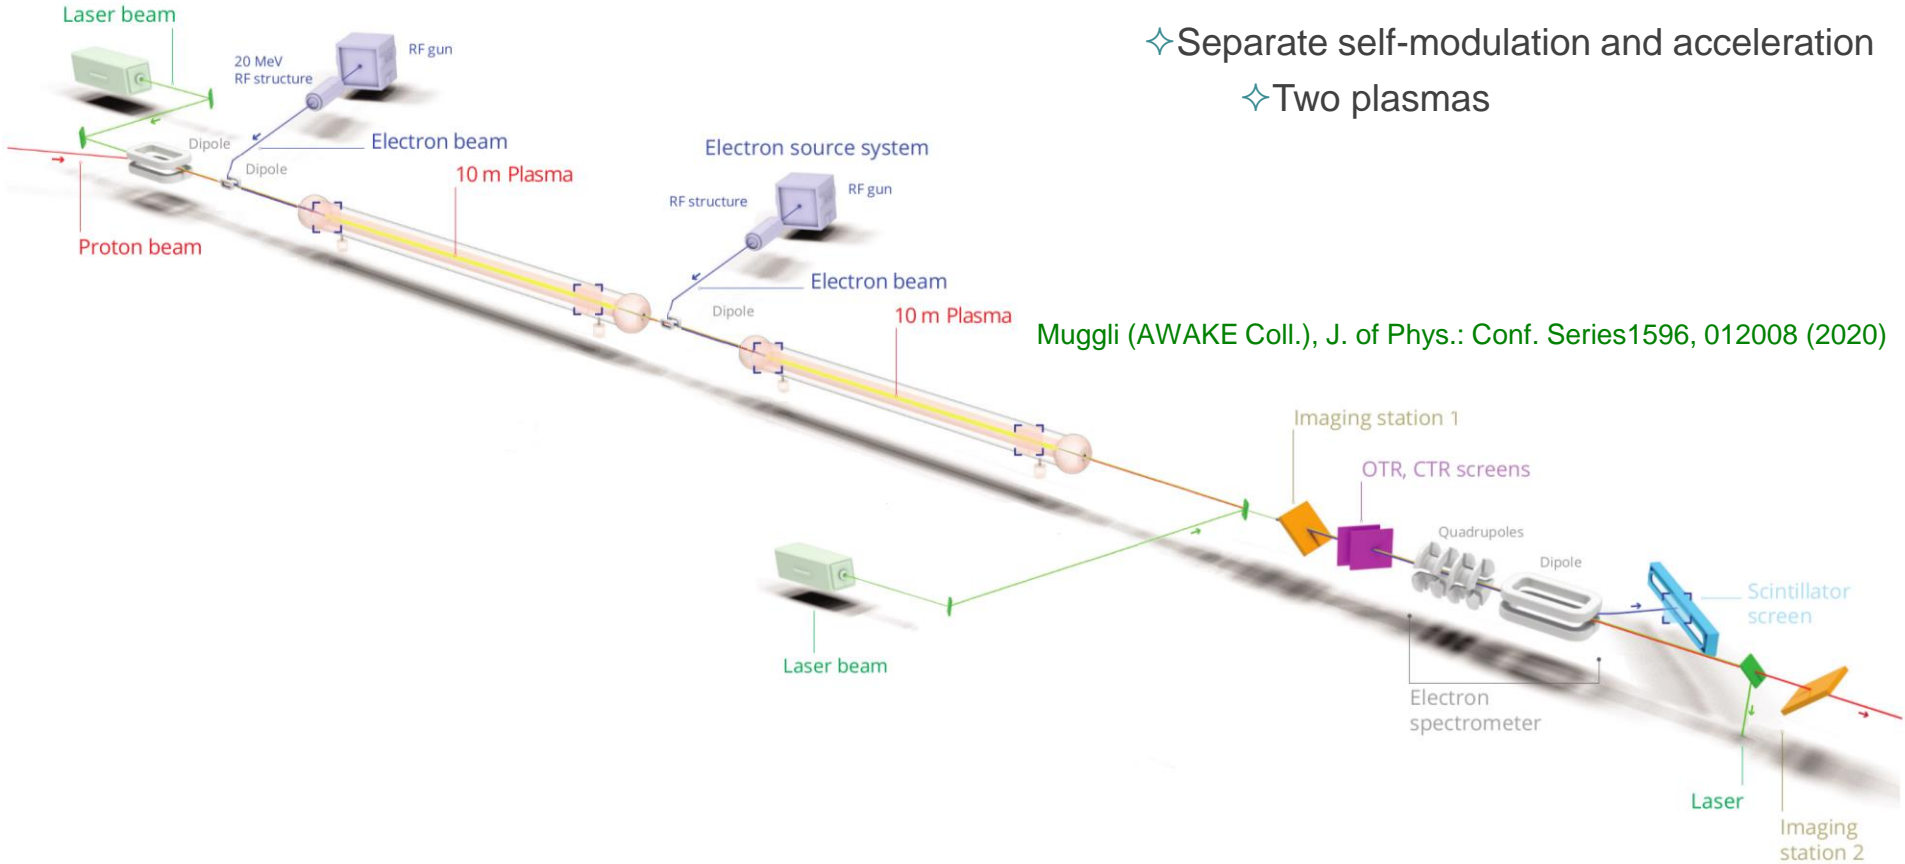 Laser beam
20 MeV
RF structure
RF gun
✧Separate self-modulation and acceleration
✧Two plasmas
Dipole
Electron beam
Dipole
10 m Plasma
Proton beam
Electron source system
RF structure
RF gun
Electron beam
Dipole
10 m Plasma
Muggli (AWAKE Coll.), J. of Phys.: Conf. Series1596, 012008 (2020)
Imaging station 1
OTR, CTR screens
Quadrupoles
Dipole
Scintillator
screen
Laser beam
Electron
spectrometer
Laser
Imaging
station 2